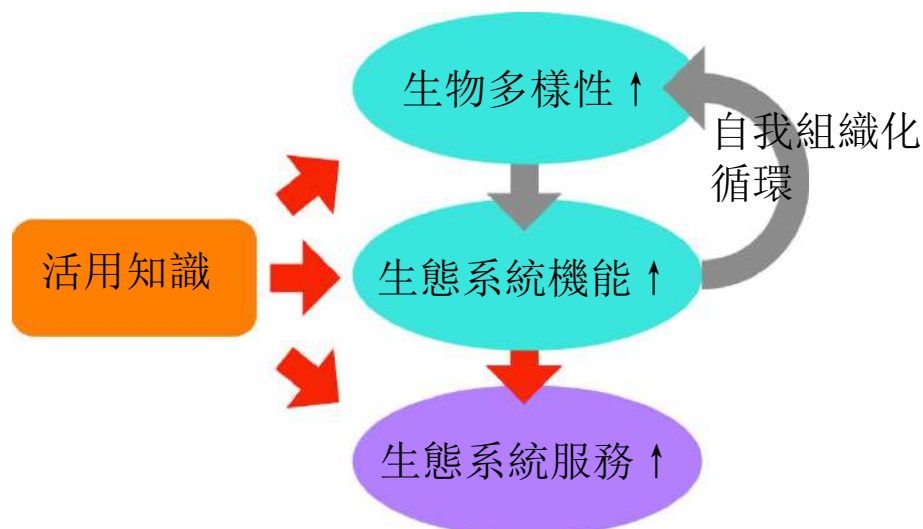 生物多樣性↑
自我組織化
循環
活用知識
生態系統機能↑
生態系統服務↑